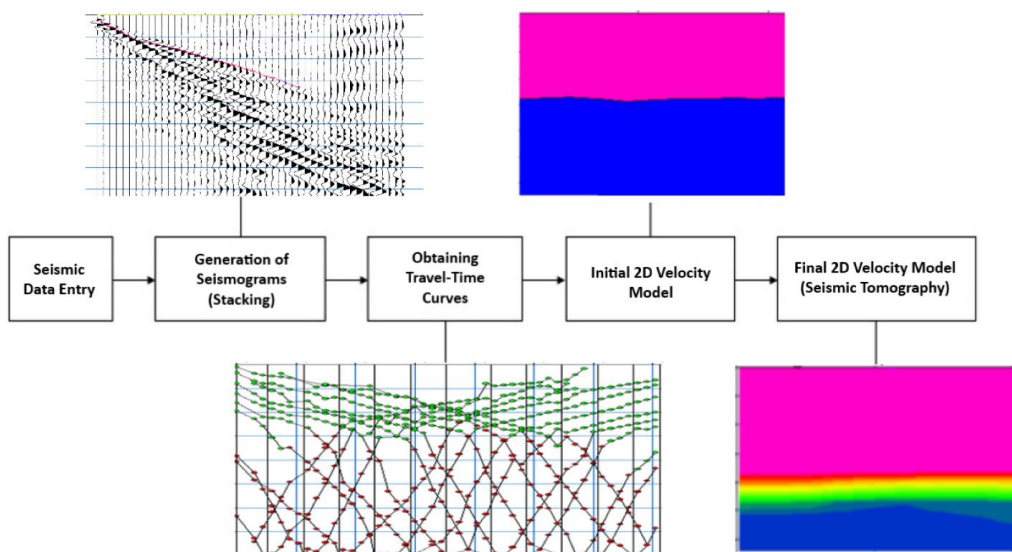 Seismic
Data Entry
Generation of
Seismograms
(Stacking)
Obtaining
Travel-Time
Curves
Initial 2D Velocity
Model
Final 2D Velocity Model
(Seismic Tomography)